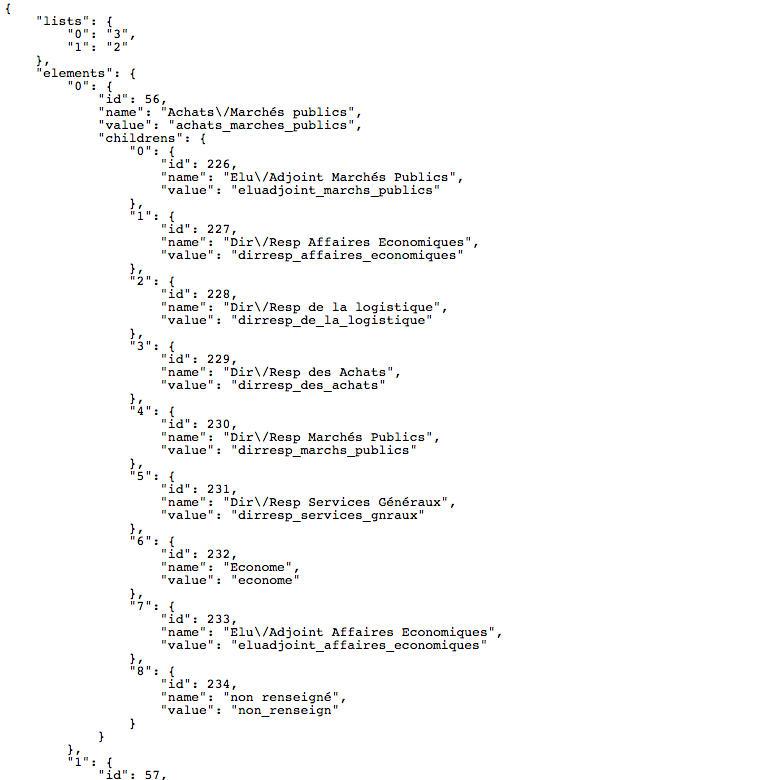 {
    "lists": {
        "0": "3",
        "1": "2"
    },
    "elements": {
        "0": {
            "id": 56,
            "name": "Achats\/Marchés publics",
            "value": "achats_marches_publics",
            "childrens": {
                "0": {
                    "id": 226,
                    "name": "Elu\/Adjoint Marchés Publics",
                    "value": "eluadjoint_marchs_publics"
                },
                "1": {
                    "id": 227,
                    "name": "Dir\/Resp Affaires Economiques",
                    "value": "dirresp_affaires_economiques"
                },
                "2": {
                    "id": 228,
                    "name": "Dir\/Resp de la logistique",
                    "value": "dirresp_de_la_logistique"
                },
                "3": {
                    "id": 229,
                    "name": "Dir\/Resp des Achats",
                    "value": "dirresp_des_achats"
                },
                "4": {
                    "id": 230,
                    "name": "Dir\/Resp Marchés Publics",
                    "value": "dirresp_marchs_publics"
                },
                "5": {
                    "id": 231,
                    "name": "Dir\/Resp Services Généraux",
                    "value": "dirresp_services_gnraux"
                },
                "6": {
                    "id": 232,
                    "name": "Econome",
                    "value": "econome"
                },
                "7": {
                    "id": 233,
                    "name": "Elu\/Adjoint Affaires Economiques",
                    "value": "eluadjoint_affaires_economiques"
                },
                "8": {
                    "id": 234,
                    "name": "non renseigné",
                    "value": "non_renseign"
                }
            }
        },
        "1": {
            "id": 57,